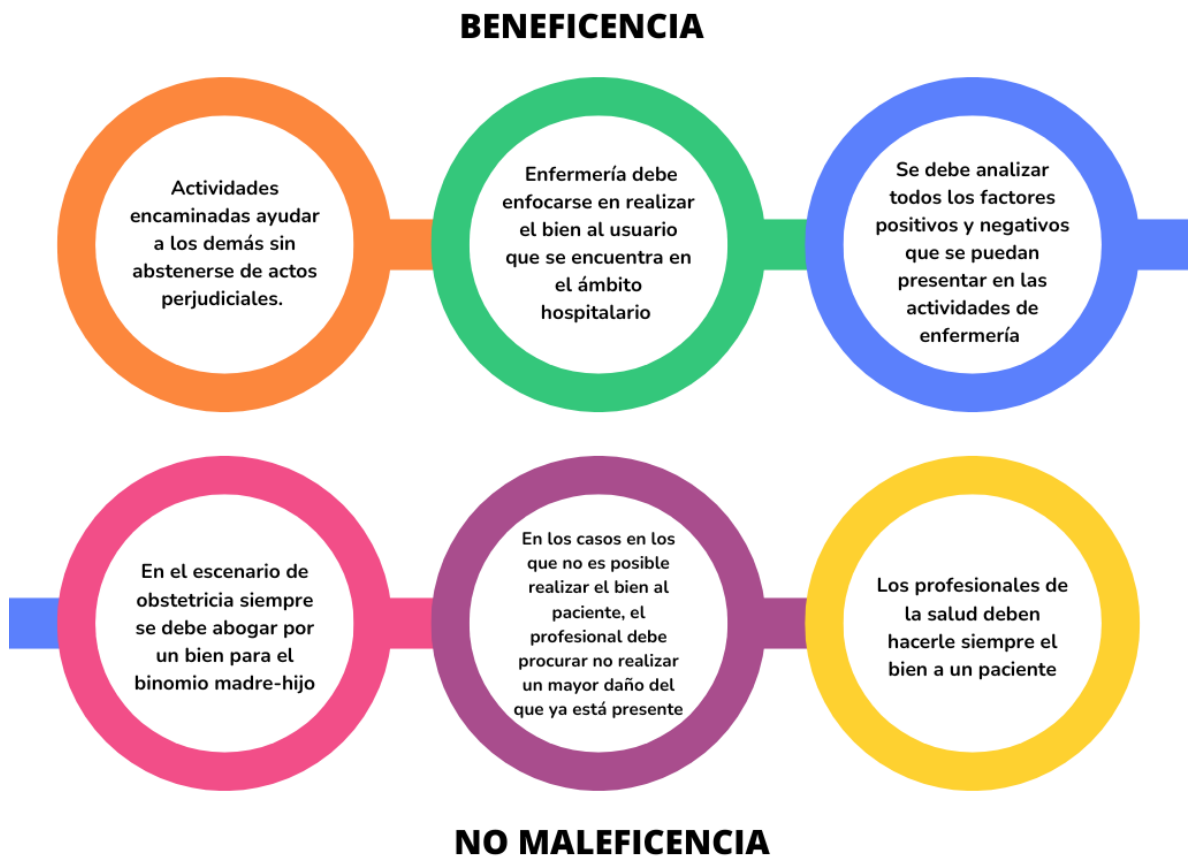 BENEFICENCIA
Actividades
encaminadas ayudar
a los demás sin
abstenerse de actos
perjudiciales.
Enfermería debe
enfocarse en realizar
el bien al usuario
que se encuentra en
el ámbito
hospitalario
Se debe analizar
todos los factores
positivos y negativos
que se puedan
presentar en las
actividades de
enfermería
En el escenario de
obstetricia siempre
se debe abogar por
un bien para el
binomio madre-hijo
En los casos en los
que no es posible
realizar el bien al
paciente, el
profesional debe
procurar no realizar
un mayor daño del
que ya está presente
Los profesionales de
la salud deben
hacerle siempre el
bien a un paciente
NO MALEFICENCIA